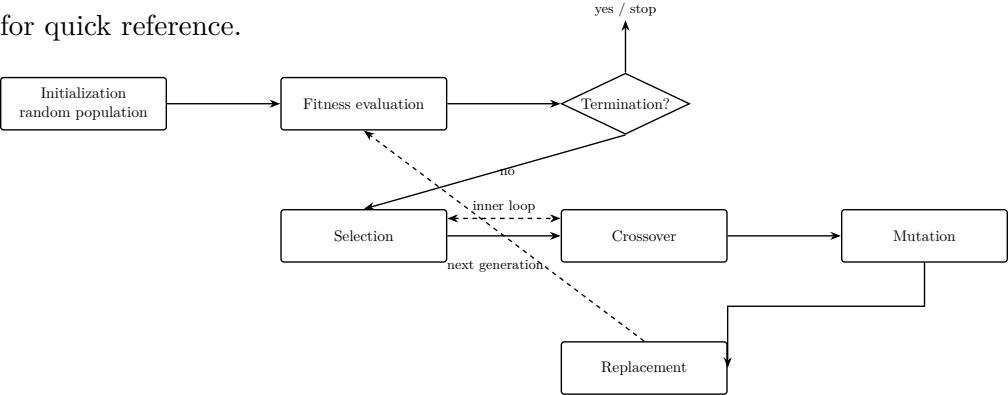 for quick reference.
yes / stop
Initialization
random population
Fitness evaluation
Termination?
no
inner loop
Selection
Crossover
Mutation
next generation
Replacement